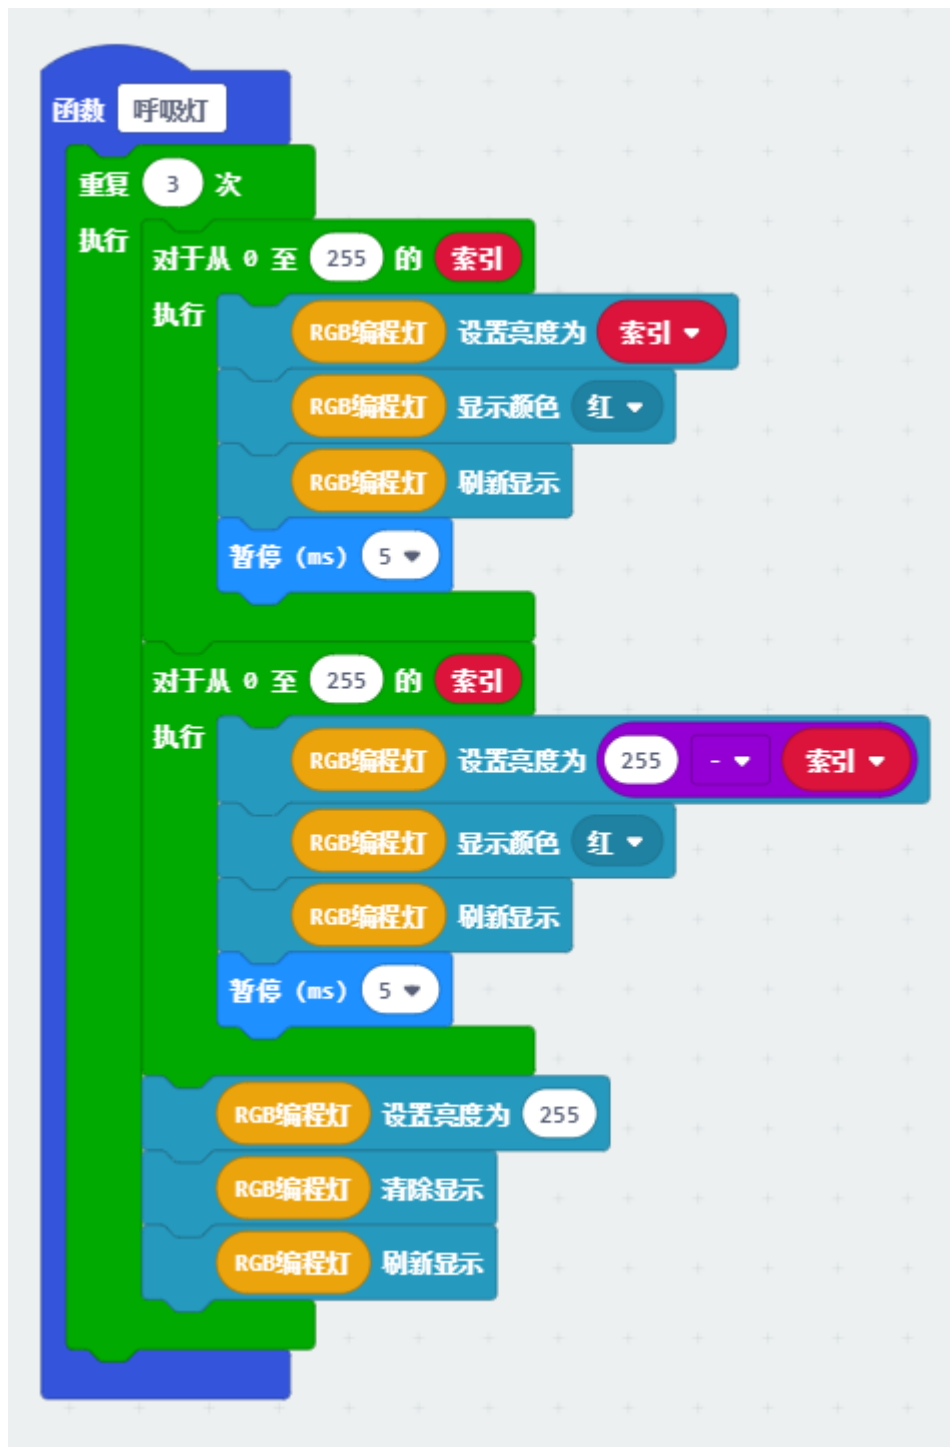 函数 呼吸灯
重复 3 次
执行
对于从 0 至 255 的 索引
执行
RGB编程灯 设置亮度为 索引
RGB编程灯 显示颜色 红
RGB编程灯 刷新显示
暂停 (ms) 5
对于从 0 至 255 的 索引
执行
RGB编程灯 设置亮度为 255 - 索引
RGB编程灯 显示颜色 红
RGB编程灯 刷新显示
暂停 (ms) 5
RGB编程灯 设置亮度为 255
RGB编程灯 清除显示
RGB编程灯 刷新显示